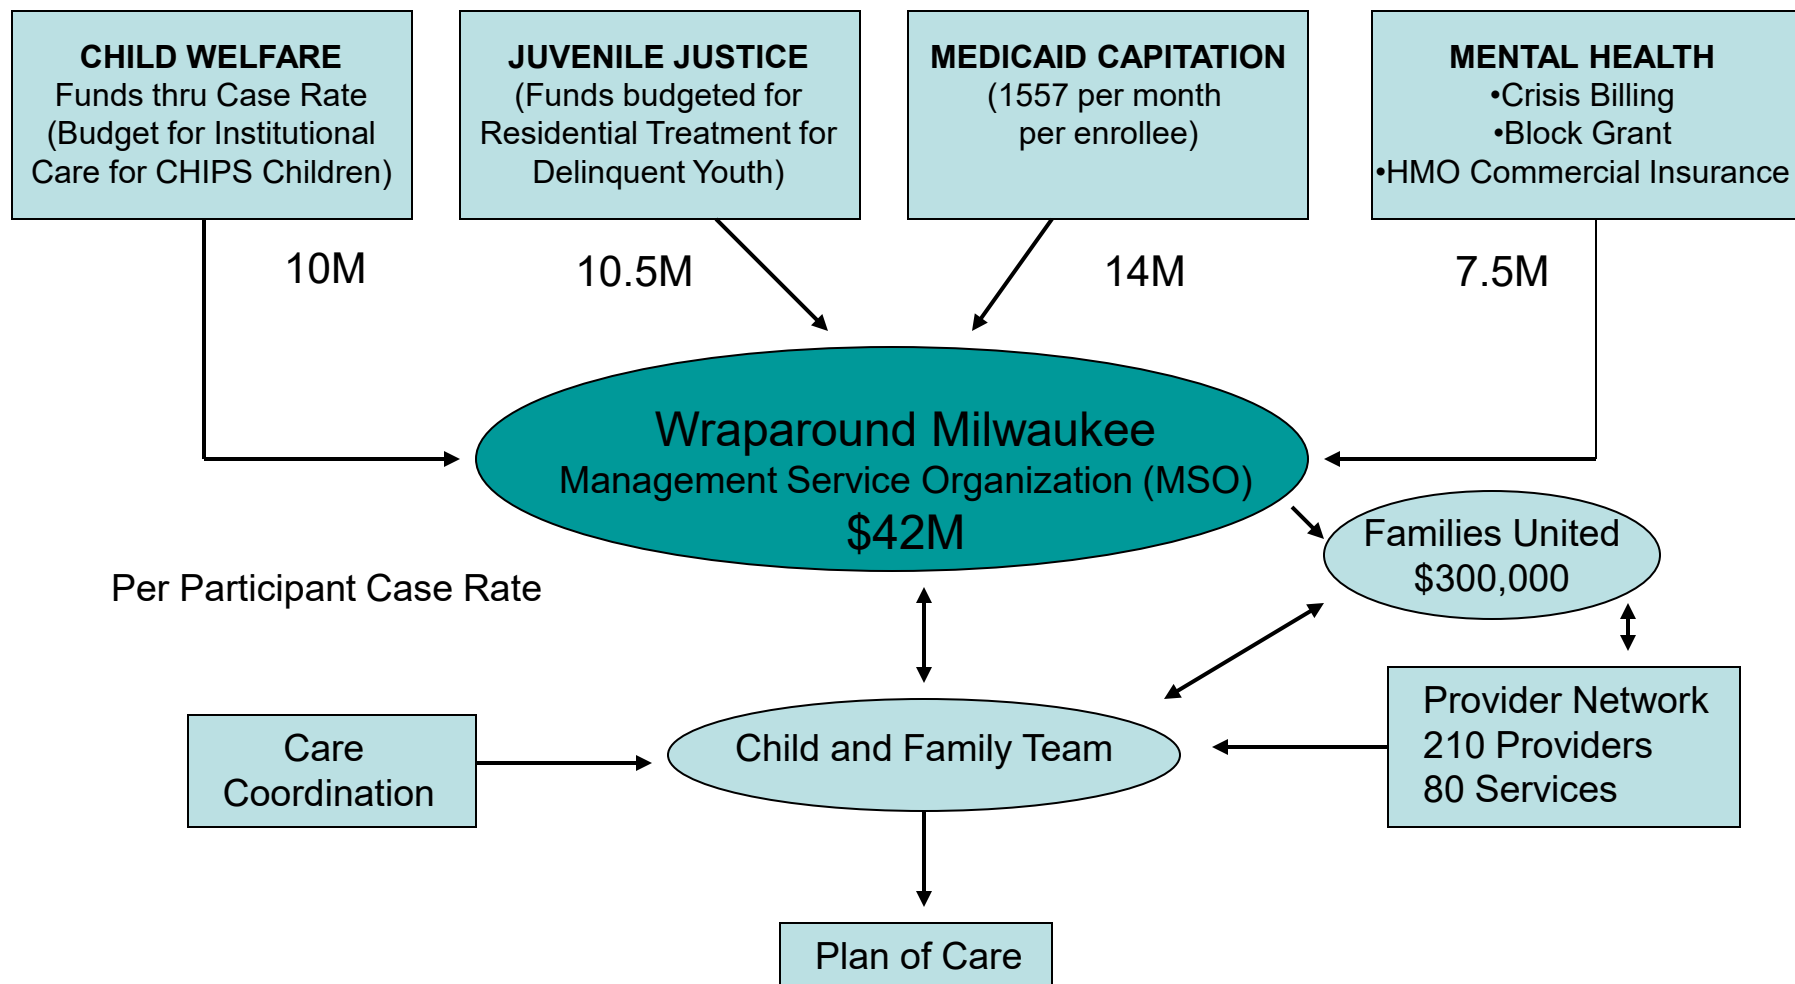 CHILD WELFARE
Funds thru Case Rate
(Budget for Institutional
Care for CHIPS Children)
JUVENILE JUSTICE
(Funds budgeted for
Residential Treatment for
Delinquent Youth)
MEDICAID CAPITATION
(1557 per month
per enrollee)
MENTAL HEALTH
•Crisis Billing
•Block Grant
•HMO Commercial Insurance
10M
10.5M
14M
7.5M
Wraparound Milwaukee
Management Service Organization (MSO)
$42M
Families United
$300,000
Per Participant Case Rate
Provider Network
210 Providers
80 Services
Care
Coordination
Child and Family Team
Plan of Care